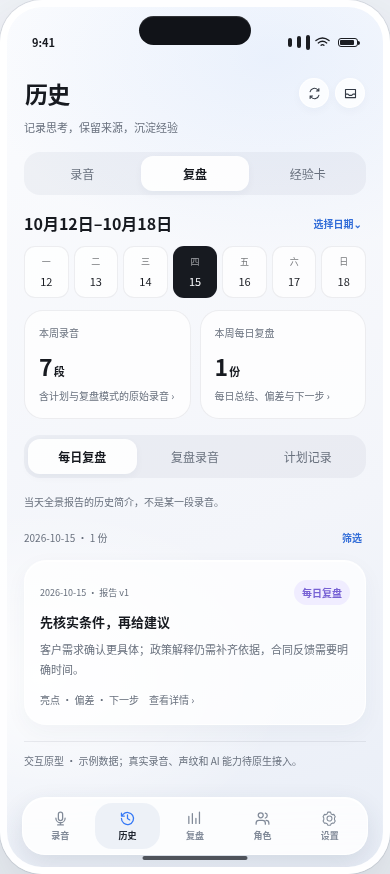 9:41
历史
记录思考，保留来源，沉淀经验
录音 复盘 经验卡
10月12日–10月18日 选择日期⌄
一 二 三 四 五 六 日
12 13 14 15 16 17 18
本周录音 本周每日复盘
7段 1份
含计划与复盘模式的原始录音 › 每日总结、偏差与下一步 ›
每日复盘 复盘录音 计划记录
当天全景报告的历史简介，不是某一段录音。
2026-10-15 · 1 份 筛选
2026-10-15 · 报告 v1 每日复盘
先核实条件，再给建议
客户需求确认更具体；政策解释仍需补齐依据，合同反馈需要明
确时间。
亮点 · 偏差 · 下一步 查看详情 ›
交互原型 · 示例数据；真实录音、声纹和 AI 能力待原生接入。
录音 历史 复盘 角色 设置